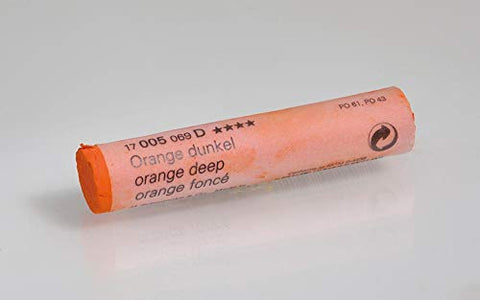 17 005 069 D ★★★★
Orange dunkel
orange deep
orange foncé
PO 61, PO 43